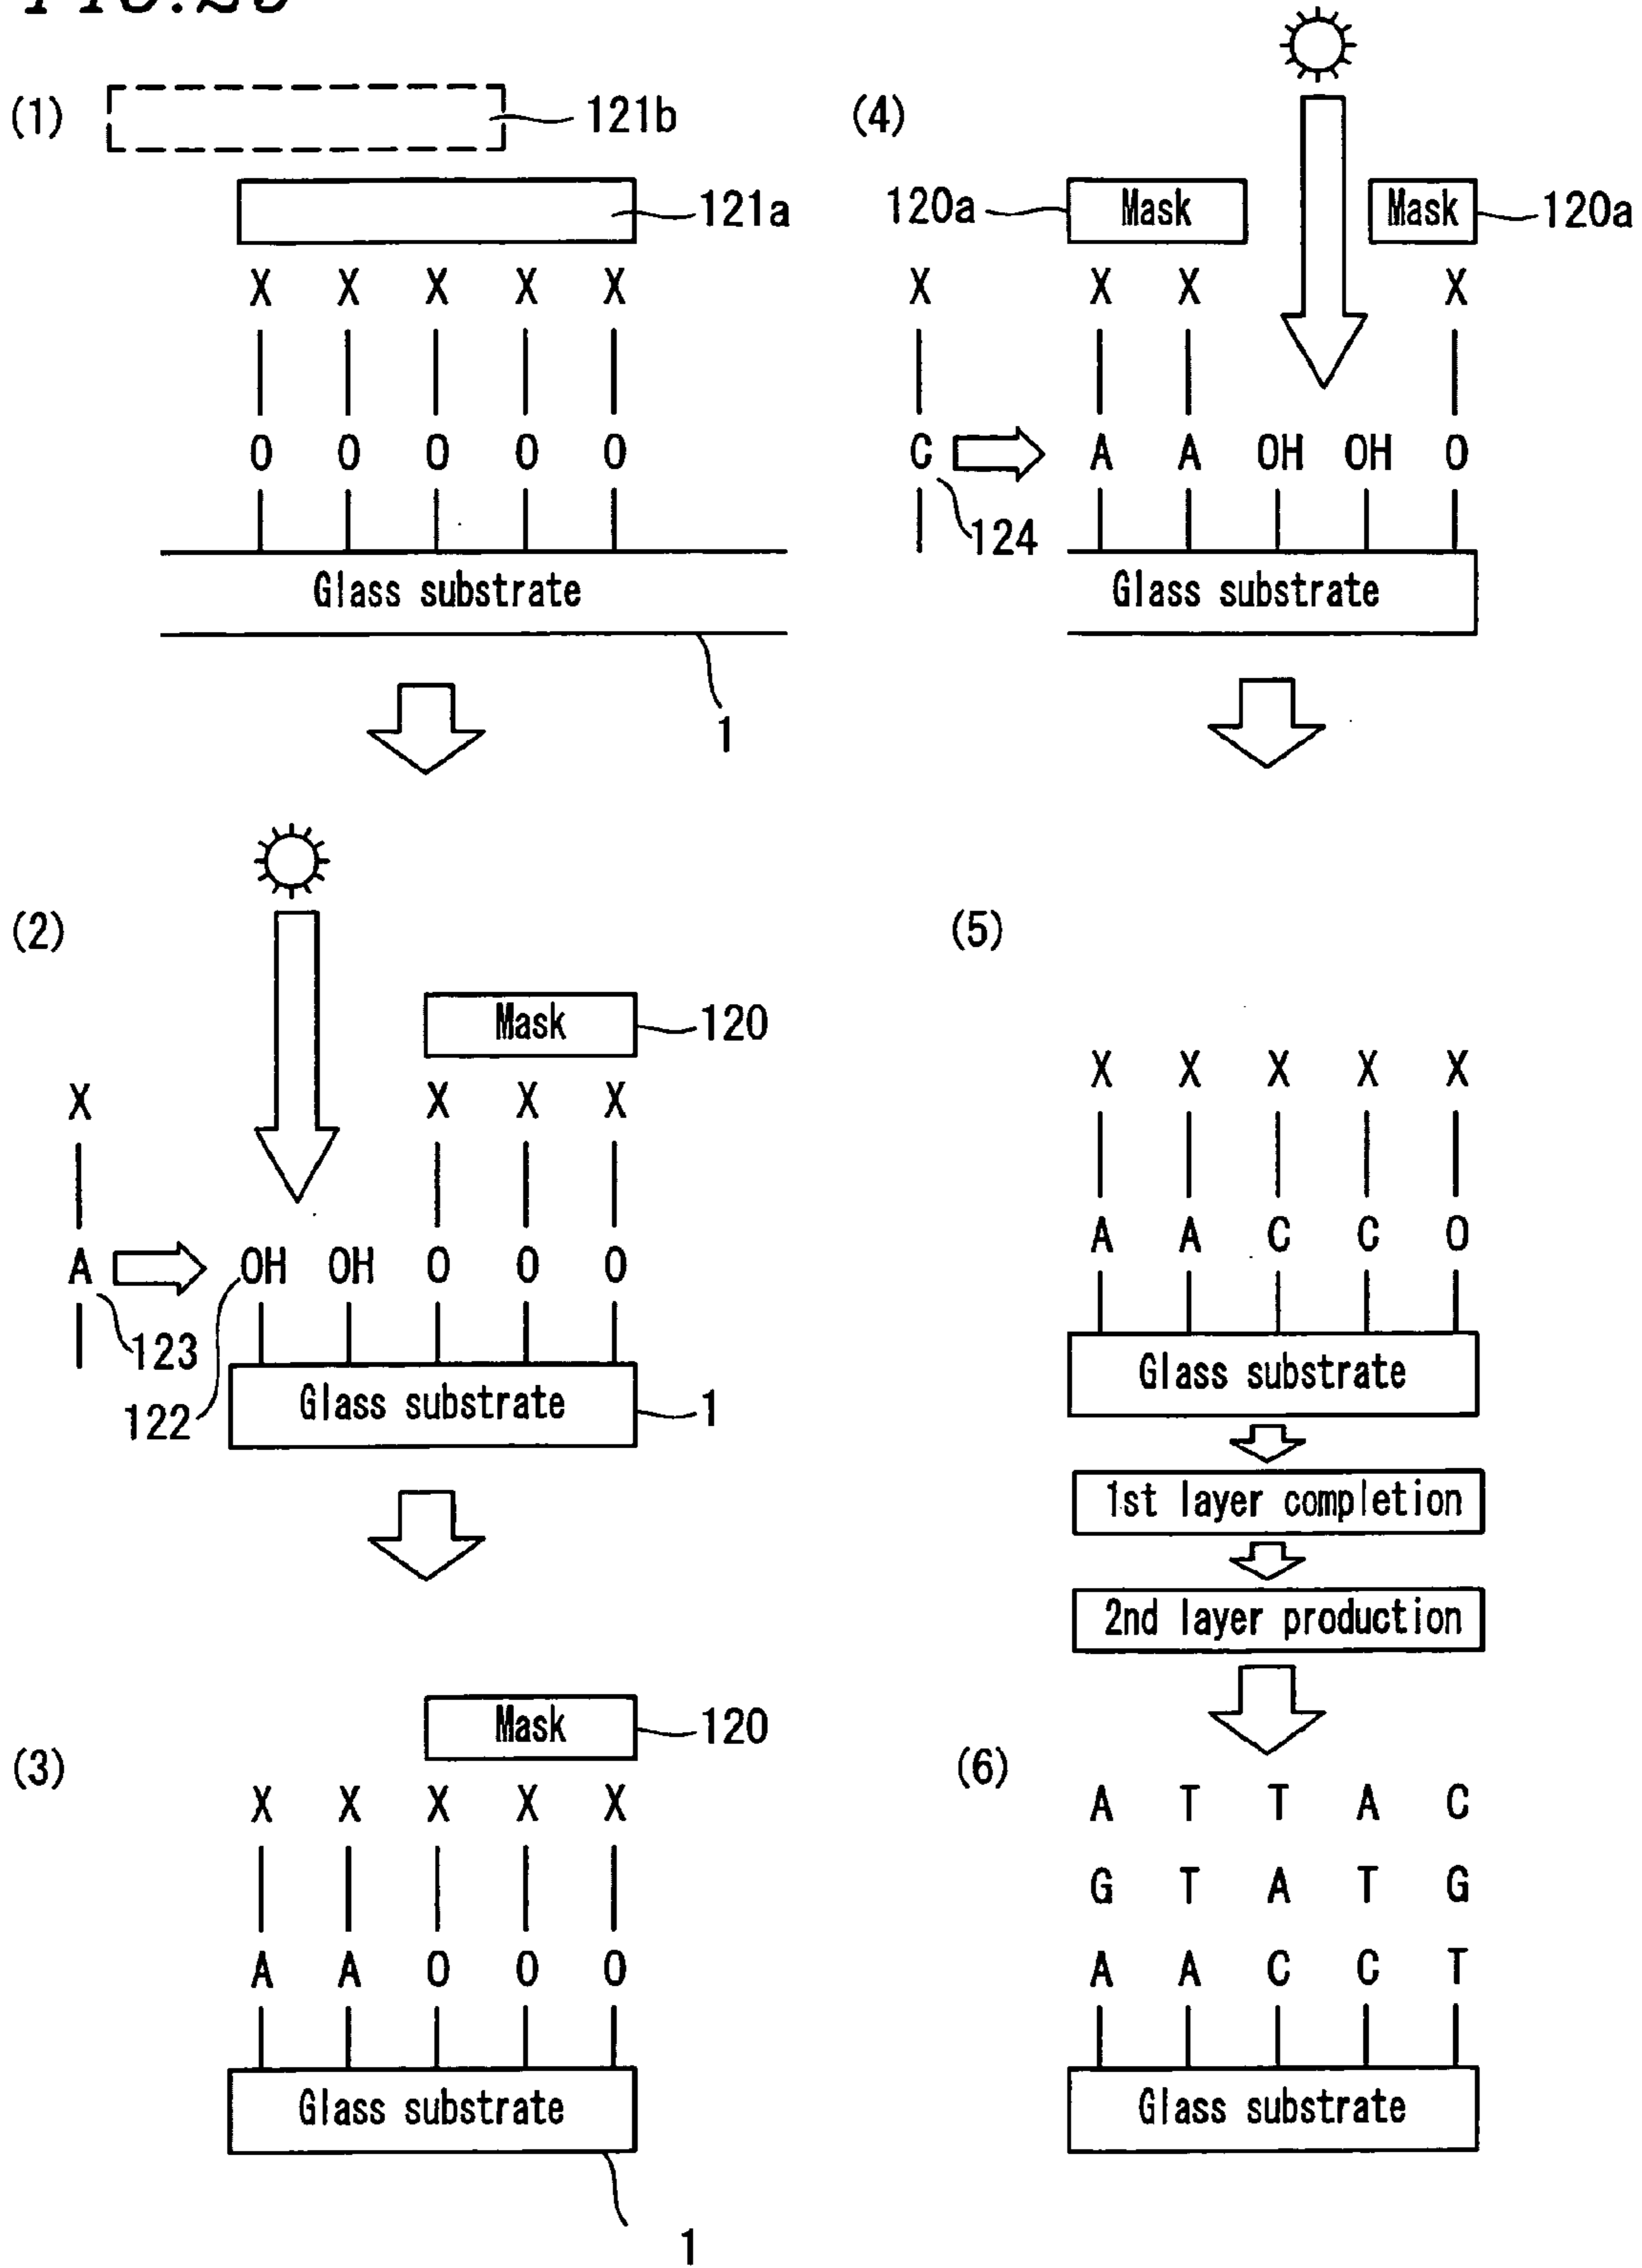 (1)
121b
121a
X X X X X
O O O O O
Glass substrate
1
(2)
Mask 120
X X X X
A OH OH O O O
123
122
Glass substrate 1
(3)
Mask 120
X X X X X
A A O O O
Glass substrate
1
(4)
120a Mask Mask 120a
X X X X
C A A OH OH O
124
Glass substrate
(5)
X X X X X
A A C C O
Glass substrate
1st layer completion
2nd layer production
(6)
A T T A C
G T A T G
A A C C T
Glass substrate